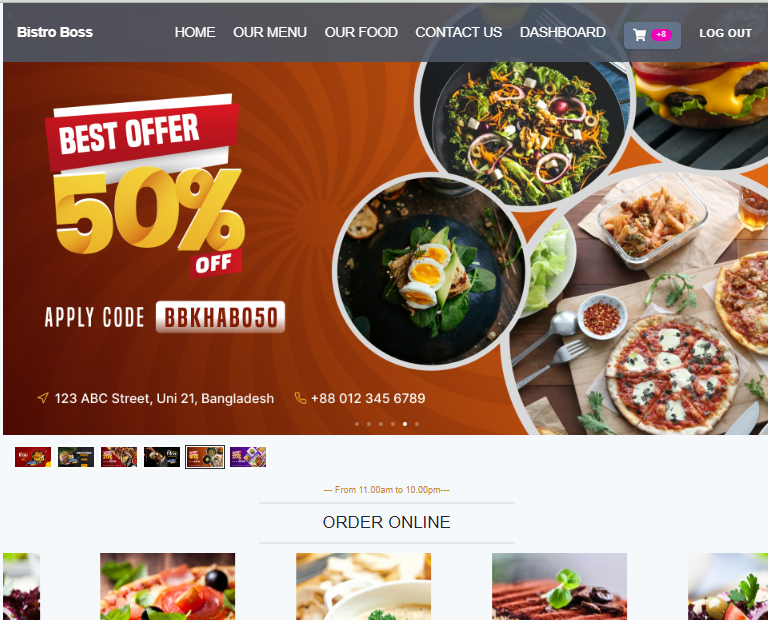 Bistro Boss
HOME OUR MENU OUR FOOD CONTACT US DASHBOARD +8 LOG OUT
BEST OFFER
50%
OFF
APPLY CODE BBKHAB050
123 ABC Street, Uni 21, Bangladesh +88 012 345 6789
--- From 11.00am to 10.00pm---
ORDER ONLINE